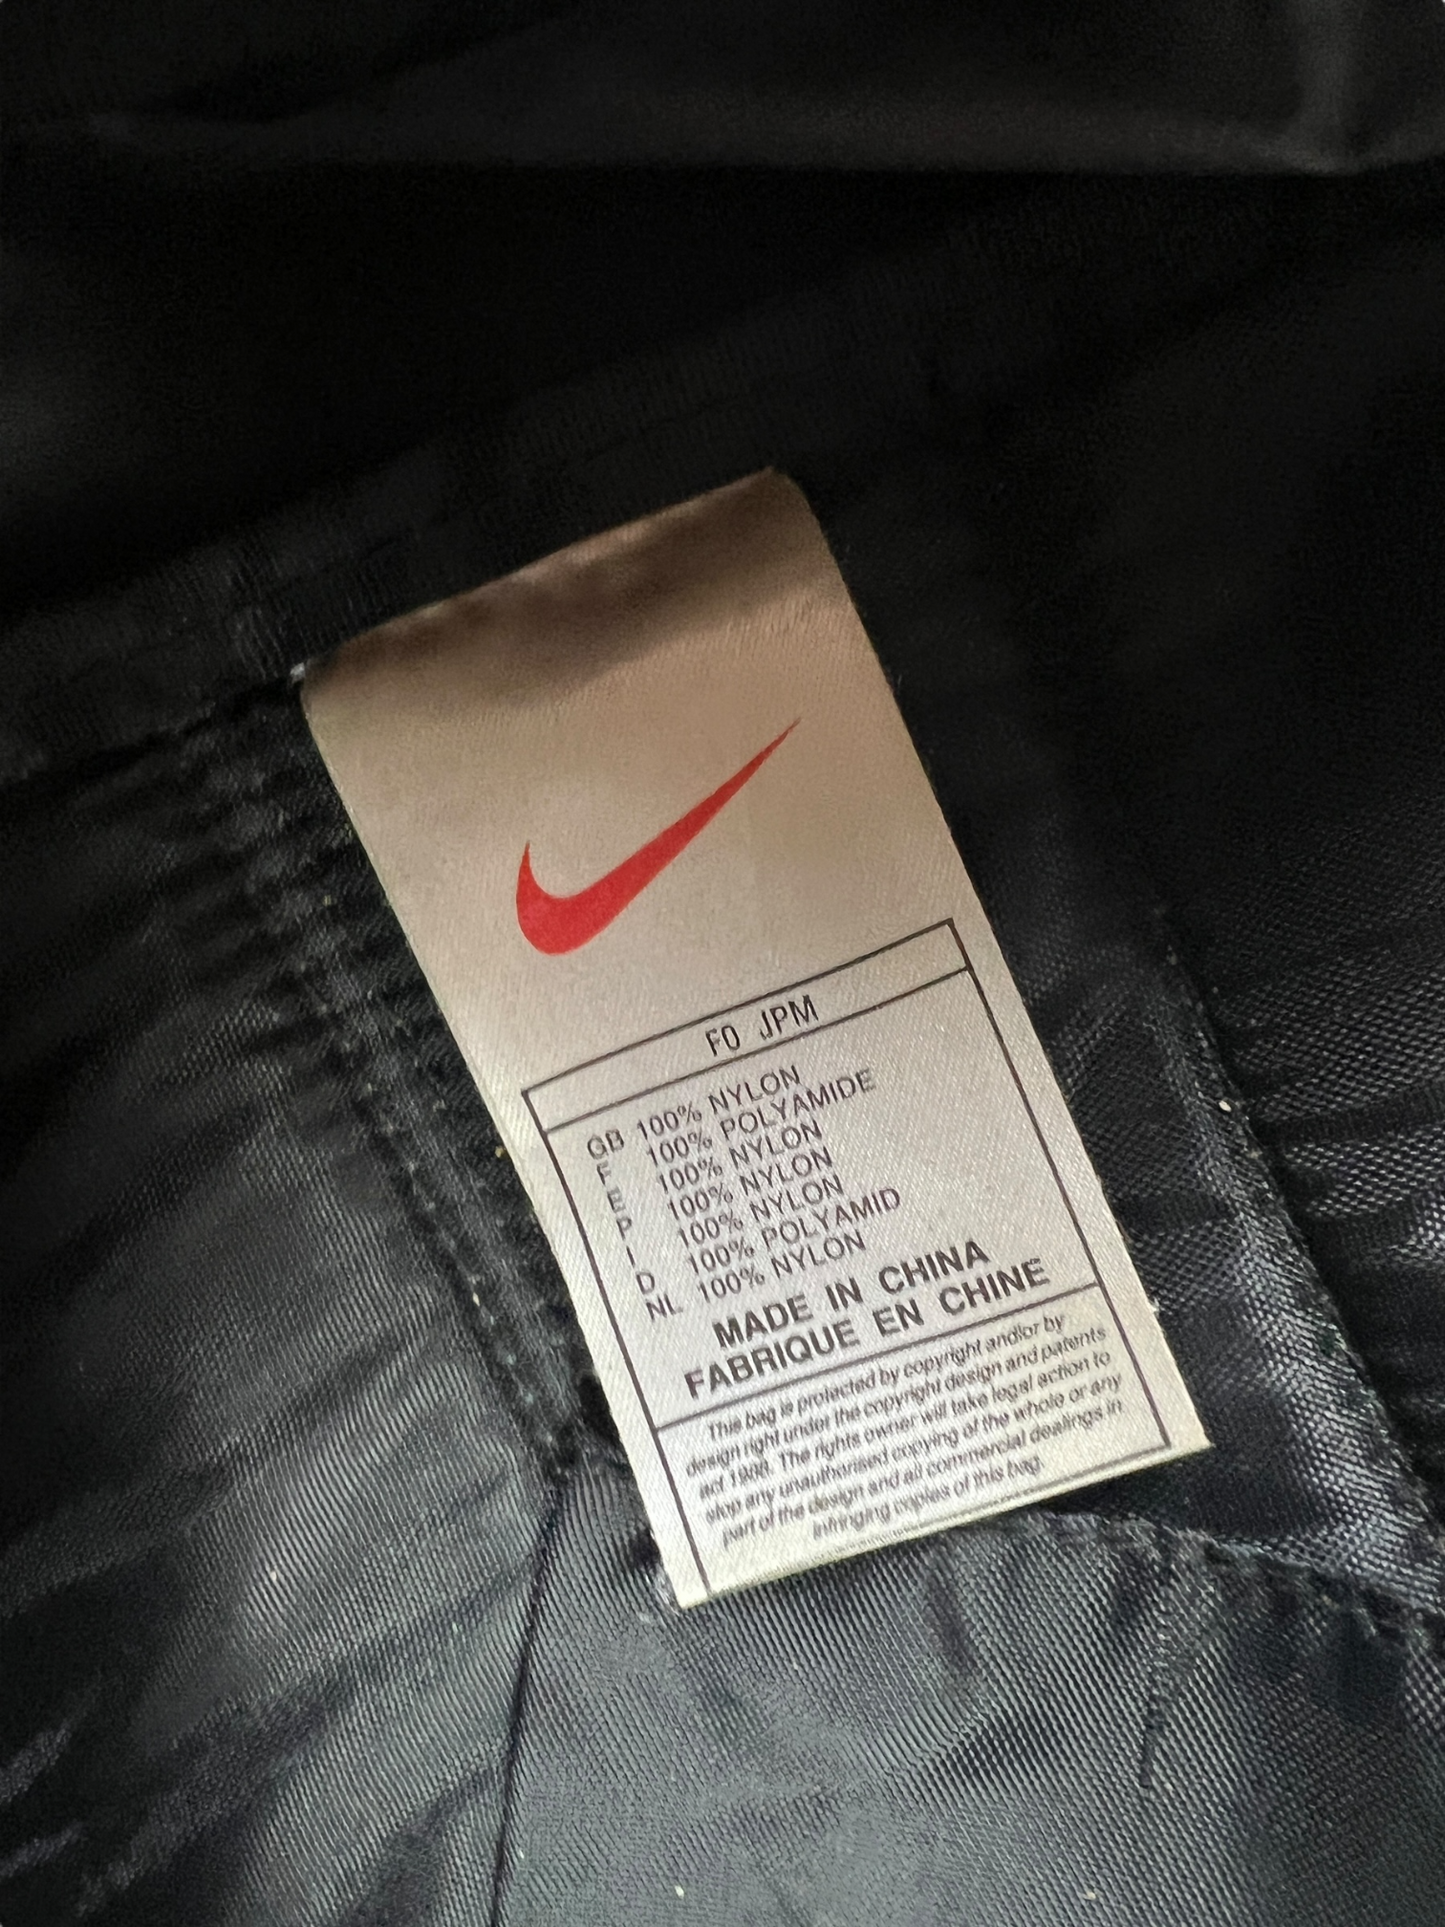 F0 JPM
GB 100% NYLON
F 100% POLYAMIDE
E 100% NYLON
P 100% NYLON
I 100% NYLON
D 100% POLYAMID
NL 100% NYLON
MADE IN CHINA
FABRIQUE EN CHINE
This bag is protected by copyright and/or by
design right under the copyright design and patents
act 1988. The rights owner will take legal action to
stop any unauthorised copying of the whole or any
part of the design and all commercial dealings in
infringing copies of this bag.